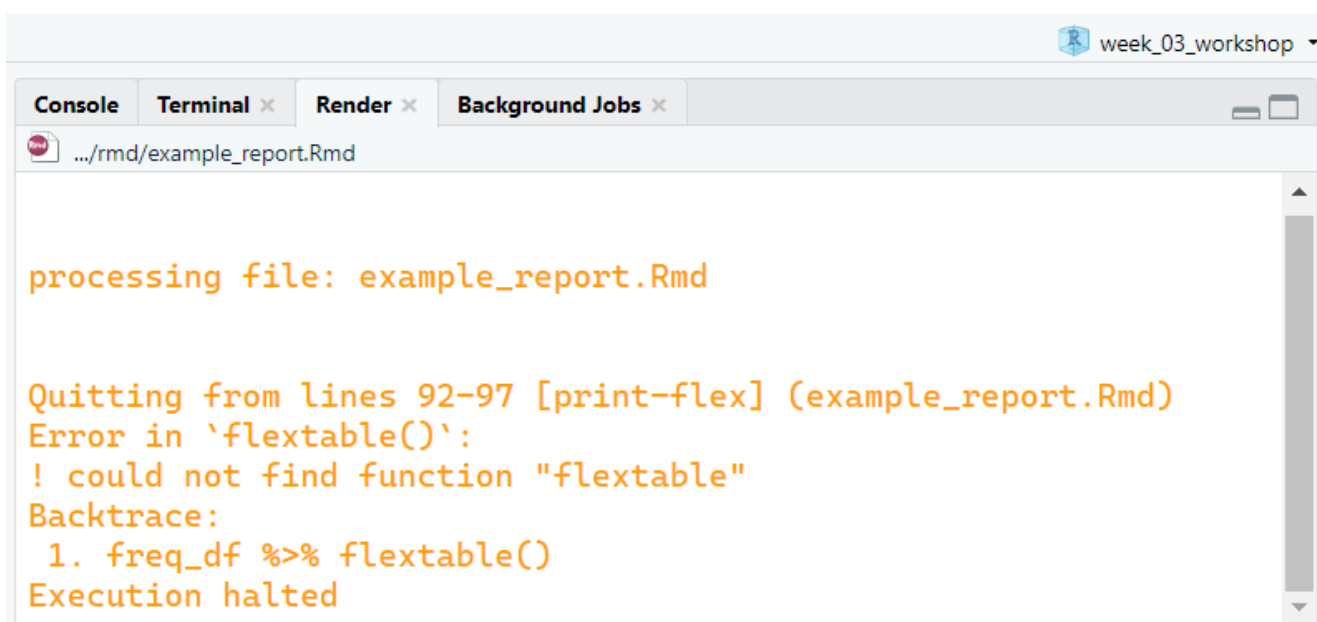 week_03_workshop
Console Terminal Render Background Jobs
.../rmd/example_report.Rmd
processing file: example_report.Rmd
Quitting from lines 92-97 [print-flex] (example_report.Rmd)
Error in `flextable()`:
! could not find function "flextable"
Backtrace:
 1. freq_df %>% flextable()
Execution halted